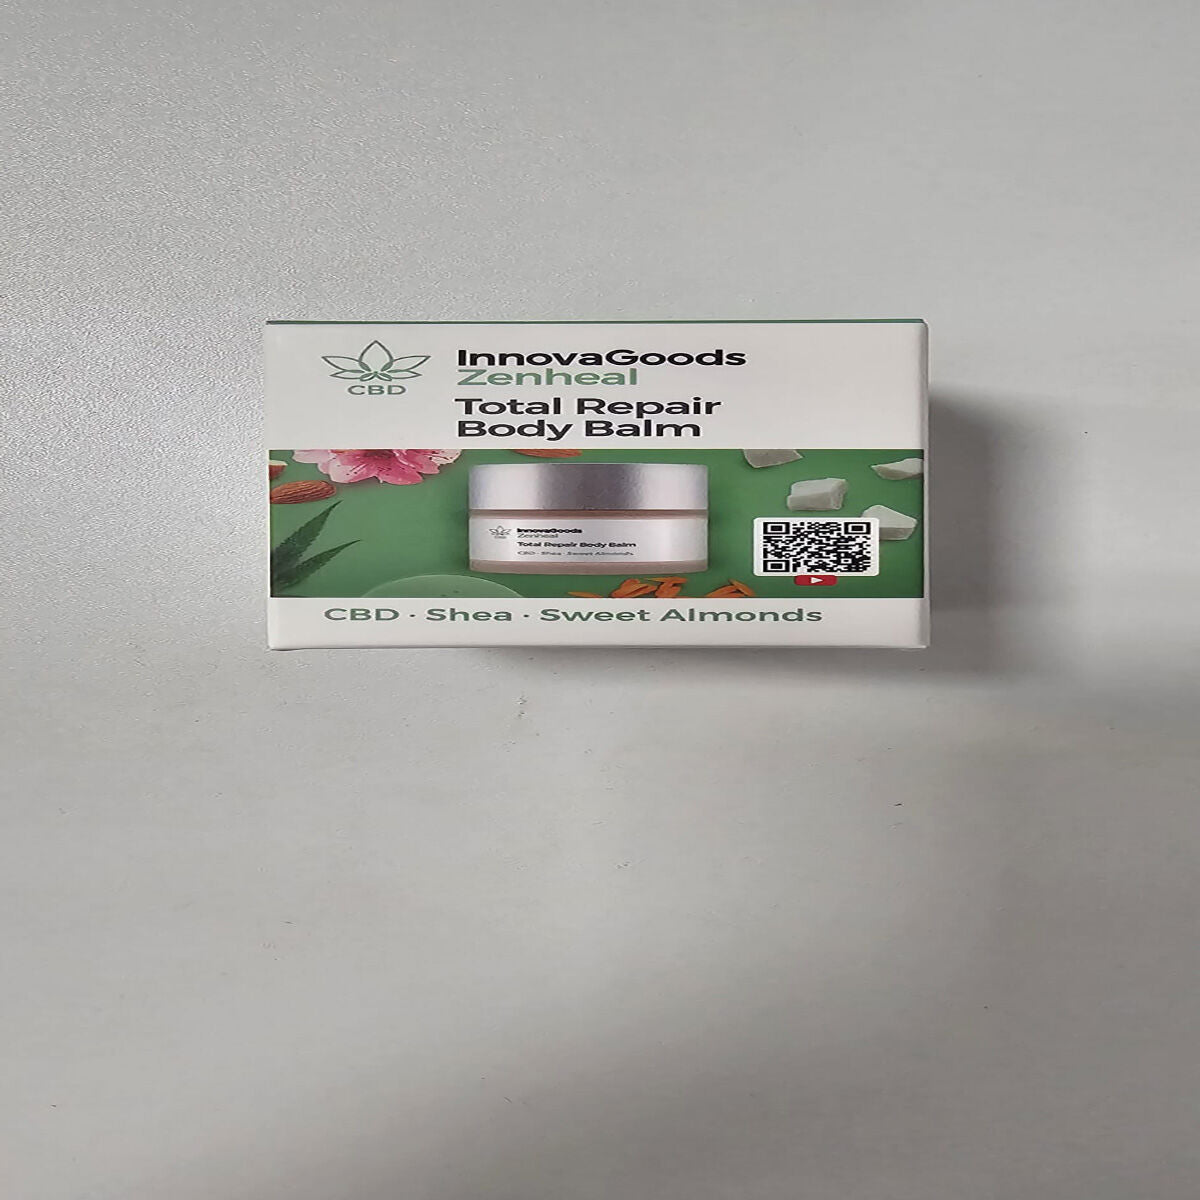 CBD
InnovaGoods
Zenheal
Total Repair
Body Balm
CBD
InnovaGoods
Zenheal
Total Repair Body Balm
CBD · Shea · Sweet Almonds
CBD · Shea · Sweet Almonds